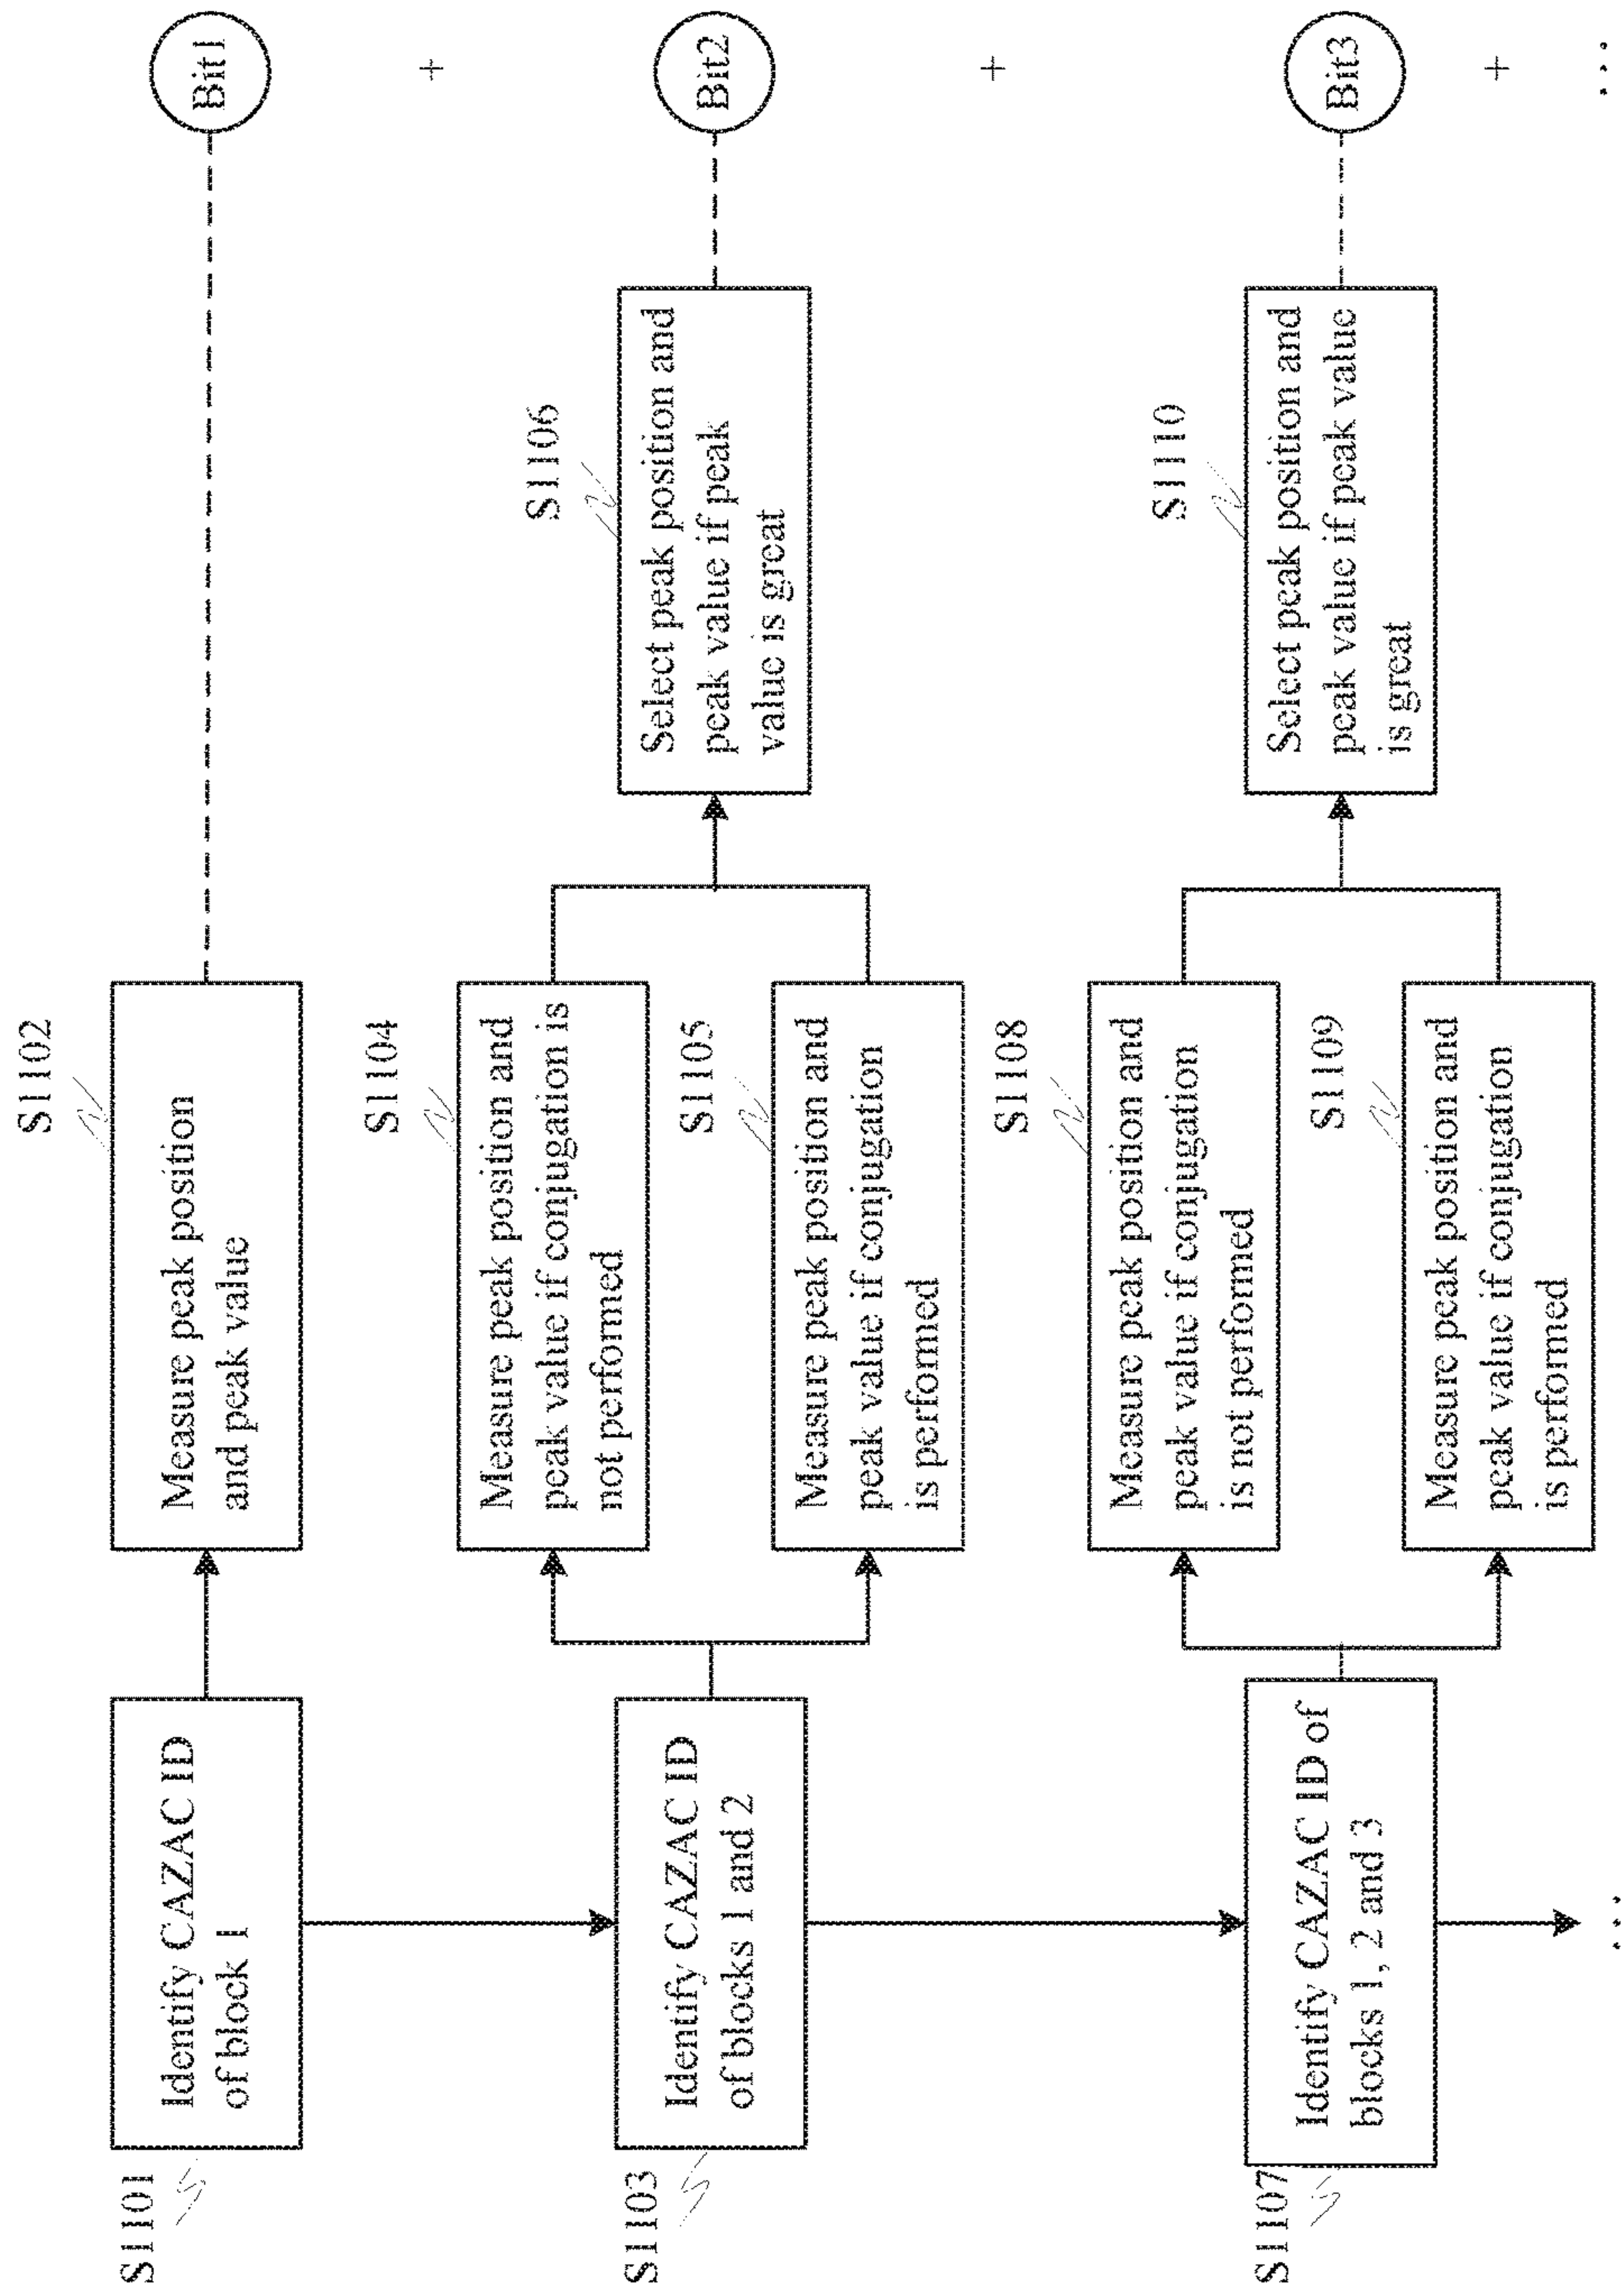 S1101
Identify CAZAC ID
of block 1
S1102
Measure peak position
and peak value
Bit1
+
S1103
Identify CAZAC ID
of blocks 1 and 2
S1104
Measure peak position and
peak value if conjugation is
not performed
S1105
Measure peak position and
peak value if conjugation
is performed
S1106
Select peak position and
peak value if peak
value is great
Bit2
+
S1107
Identify CAZAC ID of
blocks 1, 2 and 3
S1108
Measure peak position and
peak value if conjugation
is not performed
S1109
Measure peak position and
peak value if conjugation
is performed
S1110
Select peak position and
peak value if peak value
is great
Bit3
+
...
...